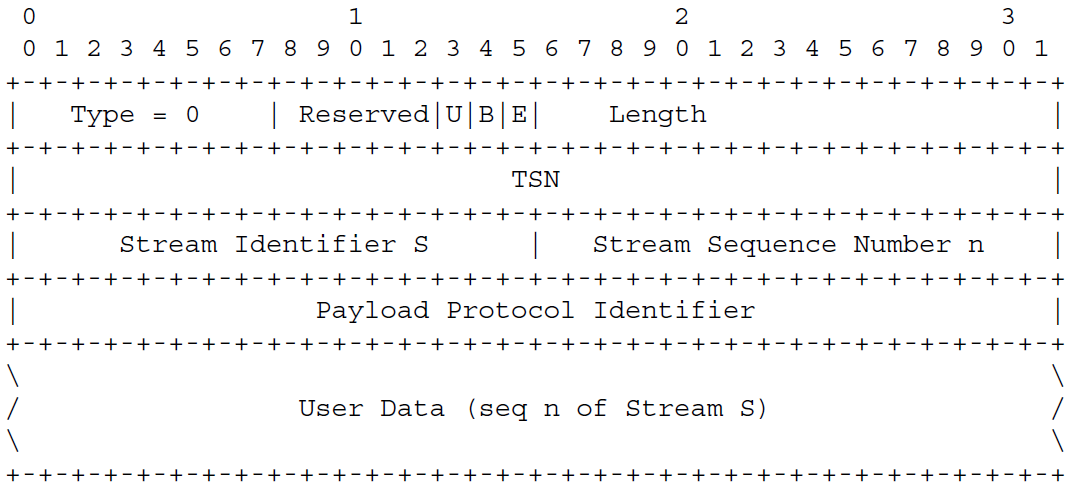 0                   1                   2                   3
 0 1 2 3 4 5 6 7 8 9 0 1 2 3 4 5 6 7 8 9 0 1 2 3 4 5 6 7 8 9 0 1
+-+-+-+-+-+-+-+-+-+-+-+-+-+-+-+-+-+-+-+-+-+-+-+-+-+-+-+-+-+-+-+-+
|   Type = 0    | Reserved|U|B|E|    Length                     |
+-+-+-+-+-+-+-+-+-+-+-+-+-+-+-+-+-+-+-+-+-+-+-+-+-+-+-+-+-+-+-+-+
|                              TSN                              |
+-+-+-+-+-+-+-+-+-+-+-+-+-+-+-+-+-+-+-+-+-+-+-+-+-+-+-+-+-+-+-+-+
|      Stream Identifier S      |   Stream Sequence Number n    |
+-+-+-+-+-+-+-+-+-+-+-+-+-+-+-+-+-+-+-+-+-+-+-+-+-+-+-+-+-+-+-+-+
|                  Payload Protocol Identifier                  |
+-+-+-+-+-+-+-+-+-+-+-+-+-+-+-+-+-+-+-+-+-+-+-+-+-+-+-+-+-+-+-+-+
\                                                               \
/                 User Data (seq n of Stream S)                 /
\                                                               \
+-+-+-+-+-+-+-+-+-+-+-+-+-+-+-+-+-+-+-+-+-+-+-+-+-+-+-+-+-+-+-+-+